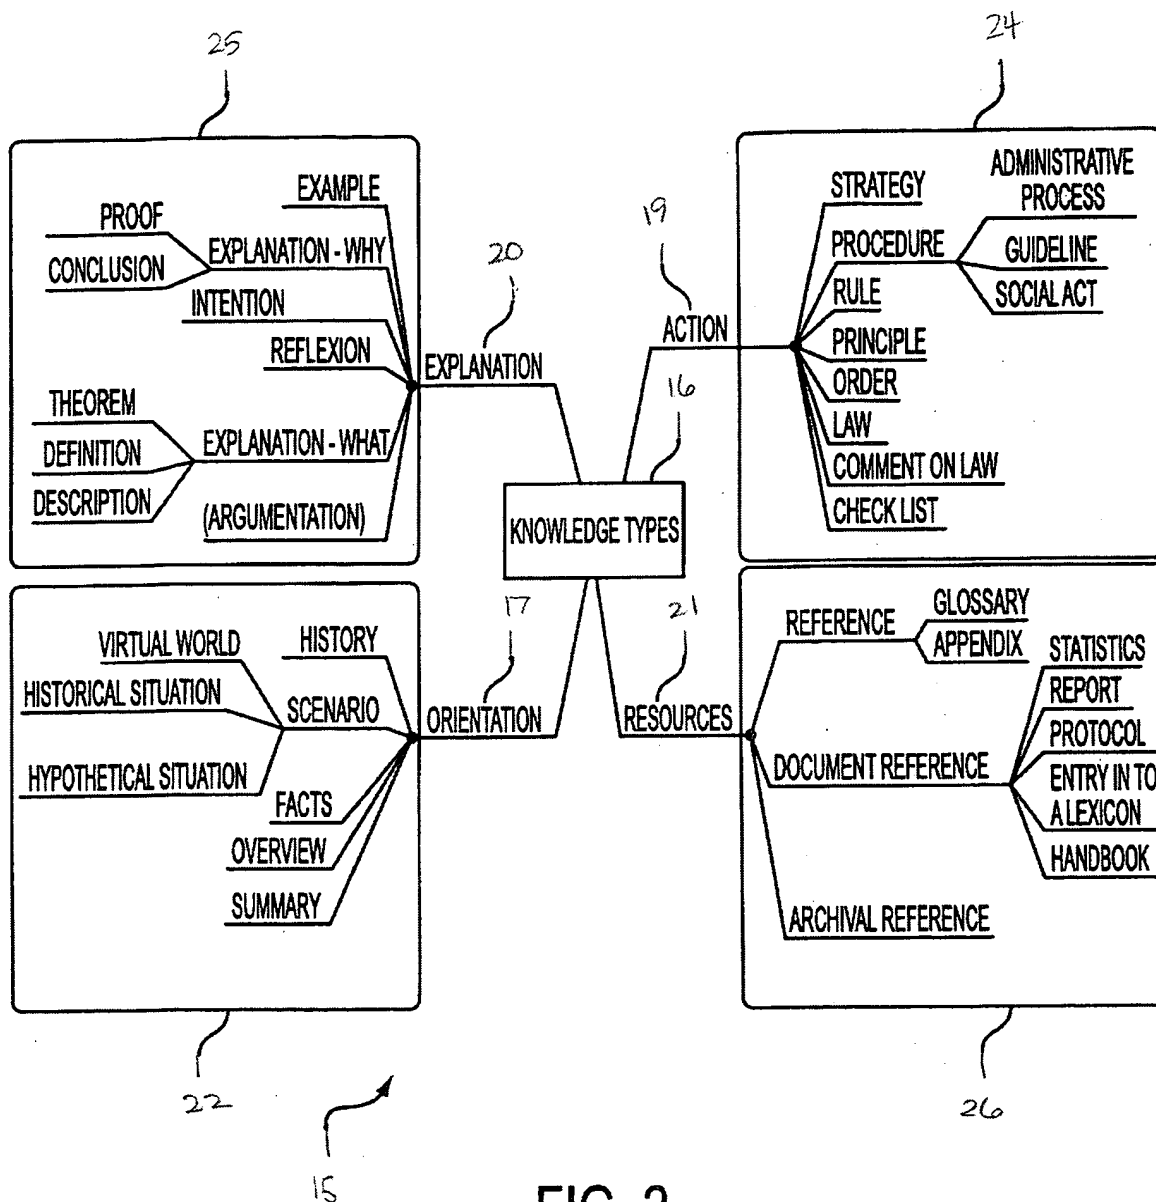 25
24
EXAMPLE
PROOF
EXPLANATION - WHY
CONCLUSION
INTENTION
REFLEXION
THEOREM
EXPLANATION - WHAT
DEFINITION
DESCRIPTION
(ARGUMENTATION)
20
EXPLANATION
19
ACTION
STRATEGY
ADMINISTRATIVE
PROCESS
PROCEDURE
GUIDELINE
SOCIAL ACT
RULE
PRINCIPLE
ORDER
LAW
COMMENT ON LAW
CHECK LIST
16
KNOWLEDGE TYPES
17
ORIENTATION
21
RESOURCES
HISTORY
VIRTUAL WORLD
HISTORICAL SITUATION
SCENARIO
HYPOTHETICAL SITUATION
FACTS
OVERVIEW
SUMMARY
REFERENCE
GLOSSARY
APPENDIX
DOCUMENT REFERENCE
STATISTICS
REPORT
PROTOCOL
ENTRY IN TO
A LEXICON
HANDBOOK
ARCHIVAL REFERENCE
22
26
15